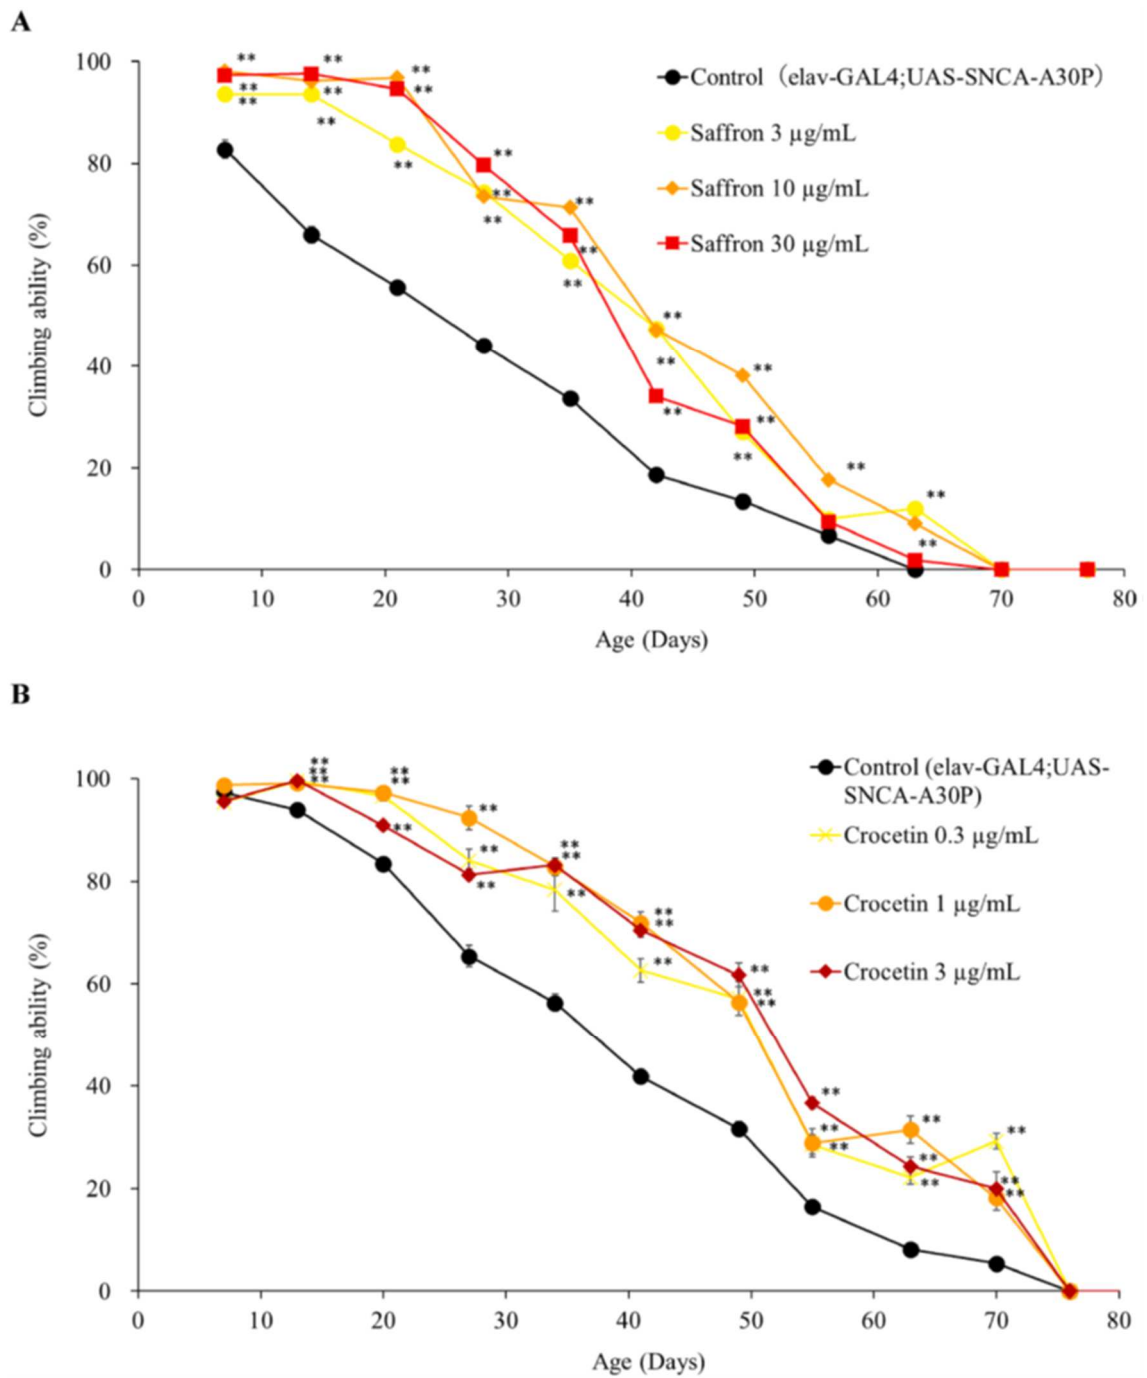 A
100
80
60
40
20
0
0 10 20 30 40 50 60 70 80
Climbing ability (%)
Age (Days)
Control（elav-GAL4;UAS-SNCA-A30P）
Saffron 3 µg/mL
Saffron 10 µg/mL
Saffron 30 µg/mL
** ** ** **
** ** **
** **
**
** ** **
** ** **
** ** **
** ** **
**
** **
B
100
80
60
40
20
0
0 10 20 30 40 50 60 70 80
Climbing ability (%)
Age (Days)
Control (elav-GAL4;UAS-
SNCA-A30P)
Crocetin 0.3 µg/mL
Crocetin 1 µg/mL
Crocetin 3 µg/mL
** ** **
** ** **
** ** **
** ** **
** ** **
** ** **
** ** **
** ** **
** ** **